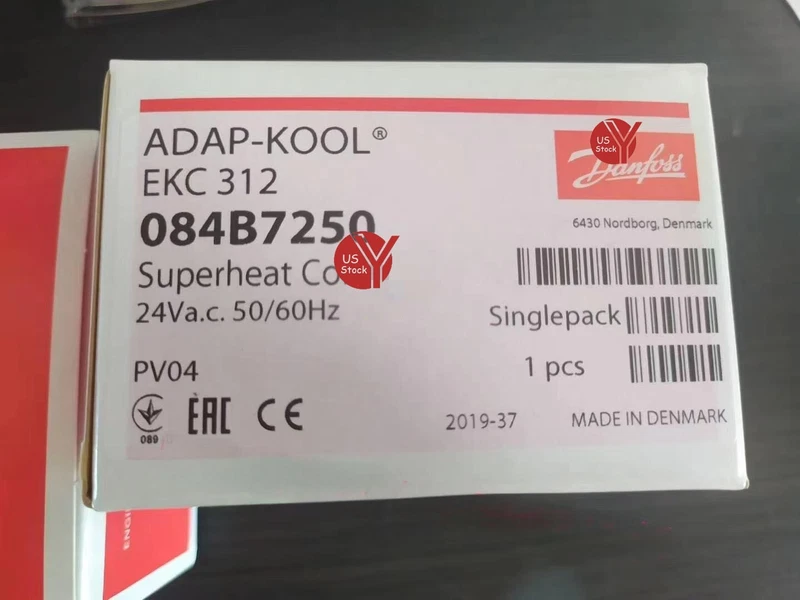 ADAP-KOOL®
EKC 312
084B7250
Superheat
24Va.c. 50/60Hz
PV04
089
EAC CE
US
Stock
Danfoss
6430 Nordborg, Denmark
US
Stock
Singlepack
1 pcs
2019-37
MADE IN DENMARK